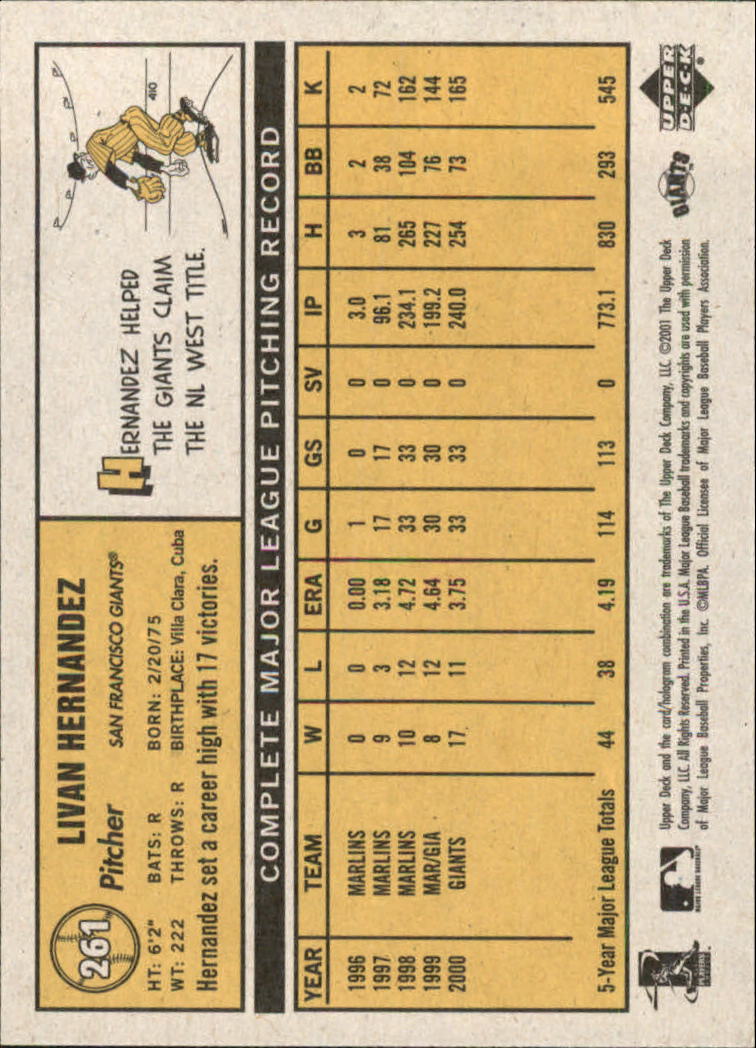 261
LIVAN HERNANDEZ
Pitcher SAN FRANCISCO GIANTS®
HT: 6'2" BATS: R BORN: 2/20/75
WT: 222 THROWS: R BIRTHPLACE: Villa Clara, Cuba
Hernandez set a career high with 17 victories.
HERNANDEZ HELPED
THE GIANTS CLAIM
THE NL WEST TITLE.
410
COMPLETE MAJOR LEAGUE PITCHING RECORD
YEAR TEAM W L ERA G GS SV IP H BB K
1996 MARLINS 0 0 0.00 1 0 0 3.0 3 2 2
1997 MARLINS 9 3 3.18 17 17 0 96.1 81 38 72
1998 MARLINS 10 12 4.72 33 33 0 234.1 265 104 162
1999 MAR/GIA 8 12 4.64 30 30 0 199.2 227 76 144
2000 GIANTS 17 11 3.75 33 33 0 240.0 254 73 165
5-Year Major League Totals 44 38 4.19 114 113 0 773.1 830 293 545
PLAYERS
MAJOR LEAGUE BASEBALL
Upper Deck and the card/hologram combination are trademarks of The Upper Deck Company, LLC. ©2001 The Upper Deck
Company, LLC. All Rights Reserved. Printed in the U.S.A. Major League Baseball trademarks and copyrights are used with permission
of Major League Baseball Properties, Inc. ©MLBPA. Official Licensee of Major League Baseball Players Association.
GIANTS
UPPER
DECK®